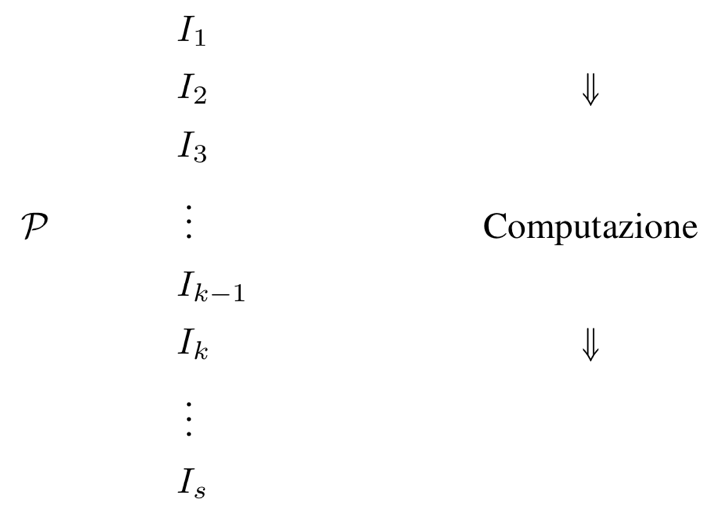 I_1
I_2 ⇓
I_3
𝒫 ⋮ Computazione
I_{k−1}
I_k ⇓
⋮
I_s